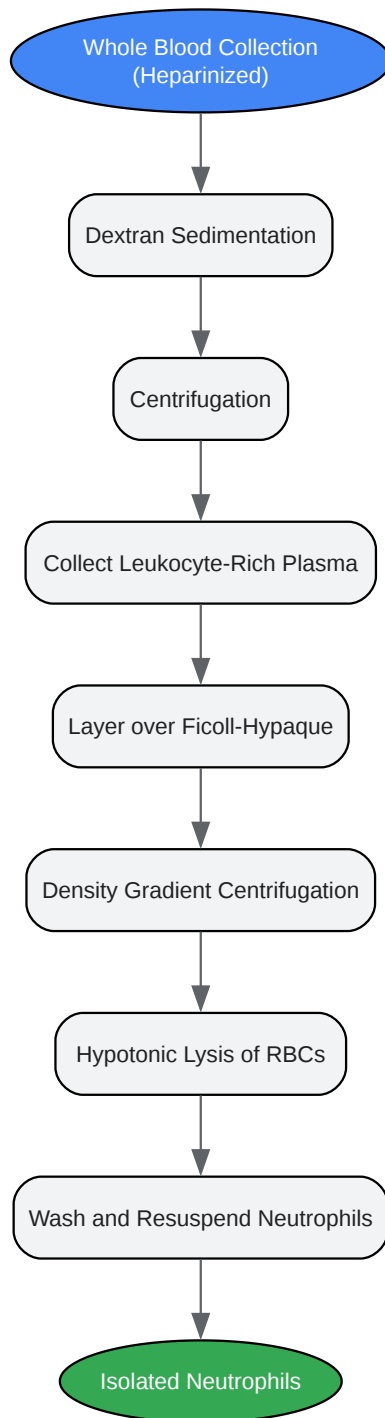 Whole Blood Collection
(Heparinized)
Dextran Sedimentation
Centrifugation
Collect Leukocyte-Rich Plasma
Layer over Ficoll-Hypaque
Density Gradient Centrifugation
Hypotonic Lysis of RBCs
Wash and Resuspend Neutrophils
Isolated Neutrophils